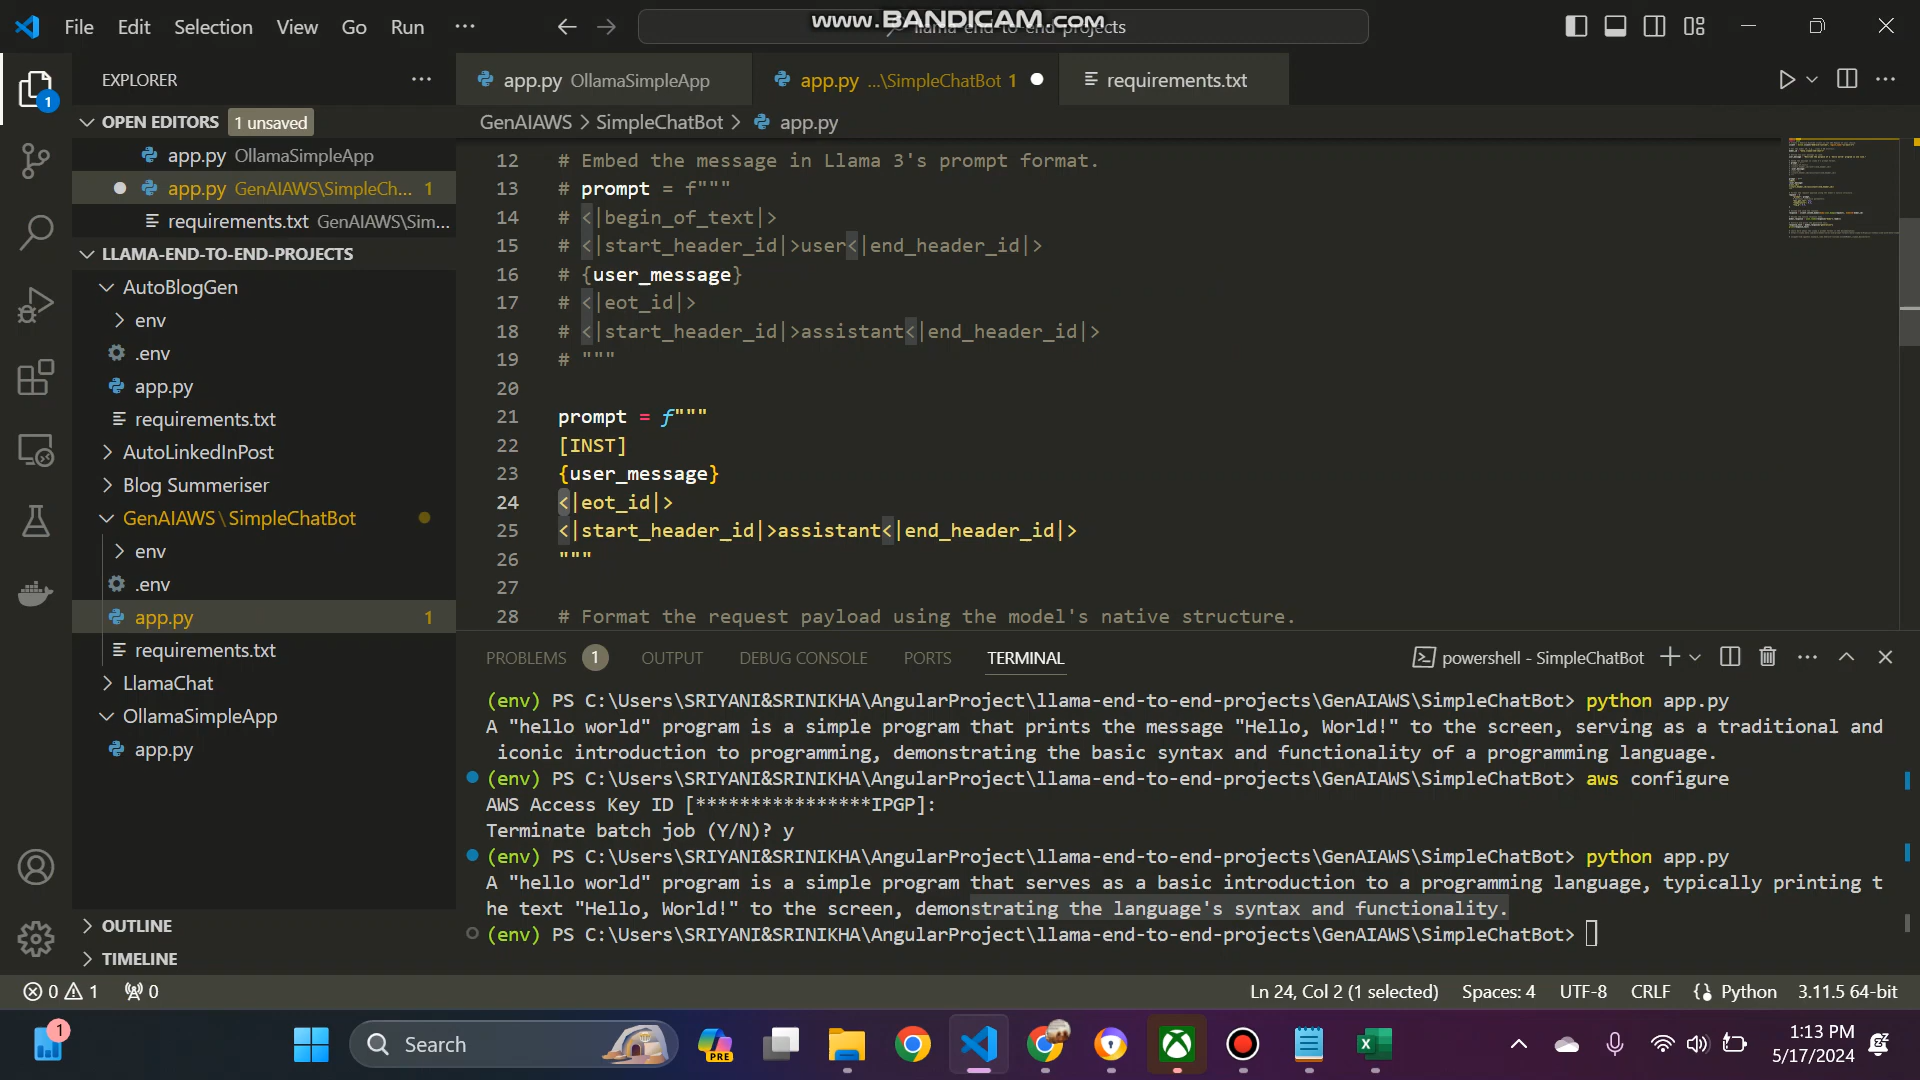 File Edit Selection View Go Run ···
www.BANDICAM.com
llama-end-to-end-projects
EXPLORER ···
OPEN EDITORS 1 unsaved
app.py OllamaSimpleApp
app.py GenAIAWS\SimpleCh... 1
requirements.txt GenAIAWS\Sim...
LLAMA-END-TO-END-PROJECTS
AutoBlogGen
env
.env
app.py
requirements.txt
AutoLinkedInPost
Blog Summeriser
GenAIAWS\SimpleChatBot
env
.env
app.py 1
requirements.txt
LlamaChat
OllamaSimpleApp
app.py
OUTLINE
TIMELINE
1
app.py OllamaSimpleApp
app.py ...\SimpleChatBot 1
requirements.txt
GenAIAWS > SimpleChatBot > app.py
12 # Embed the message in Llama 3's prompt format.
13 # prompt = f"""
14 # <|begin_of_text|>
15 # <|start_header_id|>user<|end_header_id|>
16 # {user_message}
17 # <|eot_id|>
18 # <|start_header_id|>assistant<|end_header_id|>
19 # """
20
21 prompt = f"""
22 [INST]
23 {user_message}
24 <|eot_id|>
25 <|start_header_id|>assistant<|end_header_id|>
26 """
27
28 # Format the request payload using the model's native structure.
PROBLEMS 1 OUTPUT DEBUG CONSOLE PORTS TERMINAL
powershell - SimpleChatBot
(env) PS C:\Users\SRIYANI&SRINIKHA\AngularProject\llama-end-to-end-projects\GenAIAWS\SimpleChatBot> python app.py
A "hello world" program is a simple program that prints the message "Hello, World!" to the screen, serving as a traditional and
iconic introduction to programming, demonstrating the basic syntax and functionality of a programming language.
(env) PS C:\Users\SRIYANI&SRINIKHA\AngularProject\llama-end-to-end-projects\GenAIAWS\SimpleChatBot> aws configure
AWS Access Key ID [****************IPGP]:
Terminate batch job (Y/N)? y
(env) PS C:\Users\SRIYANI&SRINIKHA\AngularProject\llama-end-to-end-projects\GenAIAWS\SimpleChatBot> python app.py
A "hello world" program is a simple program that serves as a basic introduction to a programming language, typically printing t
he text "Hello, World!" to the screen, demonstrating the language's syntax and functionality.
(env) PS C:\Users\SRIYANI&SRINIKHA\AngularProject\llama-end-to-end-projects\GenAIAWS\SimpleChatBot>
0 1 0
Ln 24, Col 2 (1 selected) Spaces: 4 UTF-8 CRLF Python 3.11.5 64-bit
1
Search
PRE
1:13 PM
5/17/2024